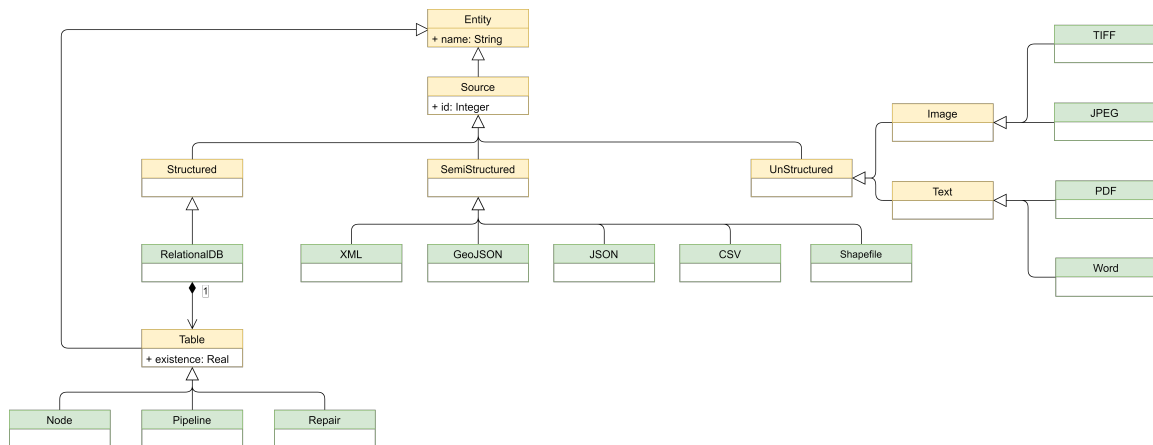 Entity
+ name: String
Source
+ id: Integer
Structured
SemiStructured
UnStructured
Image
Text
TIFF
JPEG
PDF
Word
RelationalDB
XML
GeoJSON
JSON
CSV
Shapefile
1
Table
+ existence: Real
Node
Pipeline
Repair